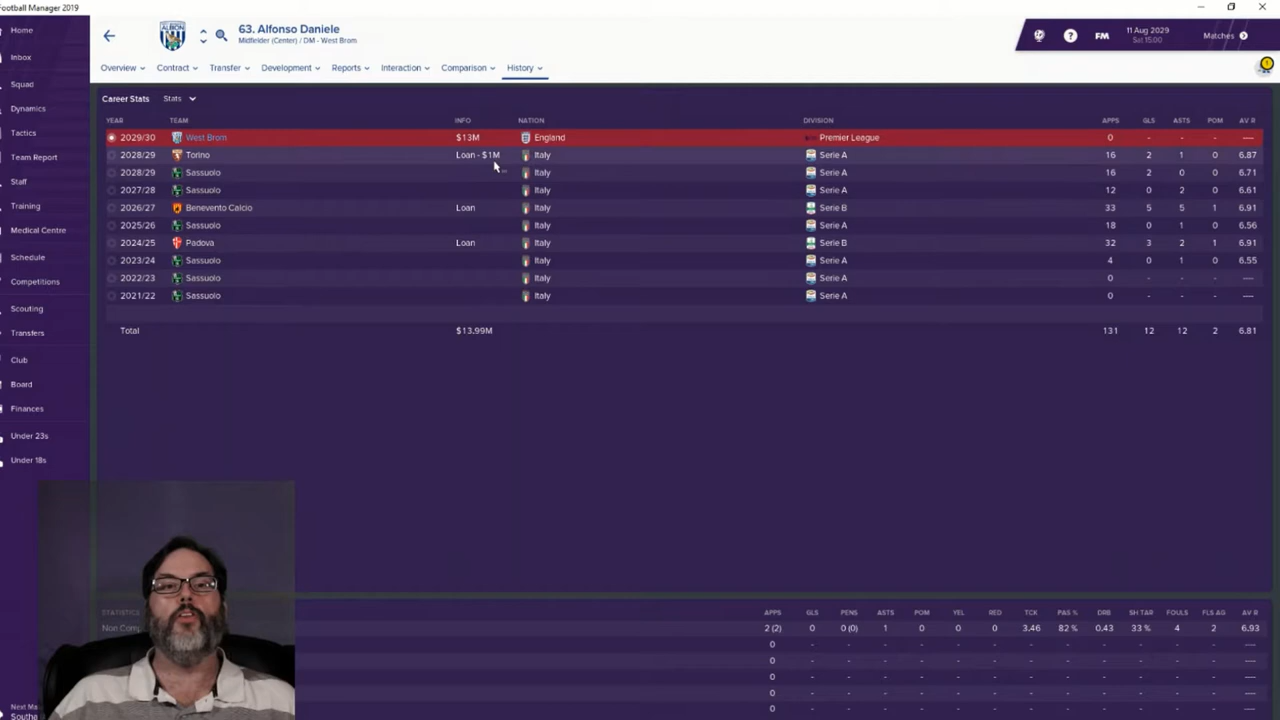 Football Manager 2019
Home
Inbox
Squad
Dynamics
Tactics
Team Report
Staff
Training
Medical Centre
Schedule
Competitions
Scouting
Transfers
Club
Board
Finances
Under 23s
Under 18s
ALBION
63. Alfonso Daniele
Midfielder (Center) / DM - West Brom
? FM 11 Aug 2029
Sat 15:00
Matches
Overview Contract Transfer Development Reports Interaction Comparison History
1
Career Stats Stats
YEAR TEAM INFO NATION DIVISION APPS GLS ASTS POM AV R
2029/30 West Brom $13M England Premier League 0 - - - ----
2028/29 Torino Loan - $1M Italy Serie A 16 2 1 0 6.87
2028/29 Sassuolo Italy Serie A 16 2 0 0 6.71
2027/28 Sassuolo Italy Serie A 12 0 2 0 6.61
2026/27 Benevento Calcio Loan Italy Serie B 33 5 5 1 6.91
2025/26 Sassuolo Italy Serie A 18 0 1 0 6.56
2024/25 Padova Loan Italy Serie B 32 3 2 1 6.91
2023/24 Sassuolo Italy Serie A 4 0 1 0 6.55
2022/23 Sassuolo Italy Serie A 0 - - - ----
2021/22 Sassuolo Italy Serie A 0 - - - ----
Total $13.99M 131 12 12 2 6.81
STATISTICS APPS GLS PENS ASTS POM YEL RED TCK PAS % DRB SH TAR FOULS FLS AG AV R
Non Comp 2 (2) 0 0 (0) 1 0 0 0 3.46 82 % 0.43 33 % 4 2 6.93
0 - - - - - - - - - - - - ----
0 - - - - - - - - - - - - ----
0 - - - - - - - - - - - - ----
0 - - - - - - - - - - - - ----
0 - - - - - - - - - - - - ----
Next Ma
Southa